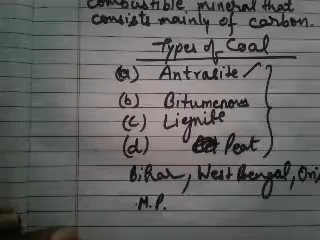 combustible mineral that
consists mainly of carbon.
Types of Coal
(a) Antrasite
(b) Bitumenous
(c) Lignite
(d) Peat
Bihar, West Bengal, Ori
M.P.